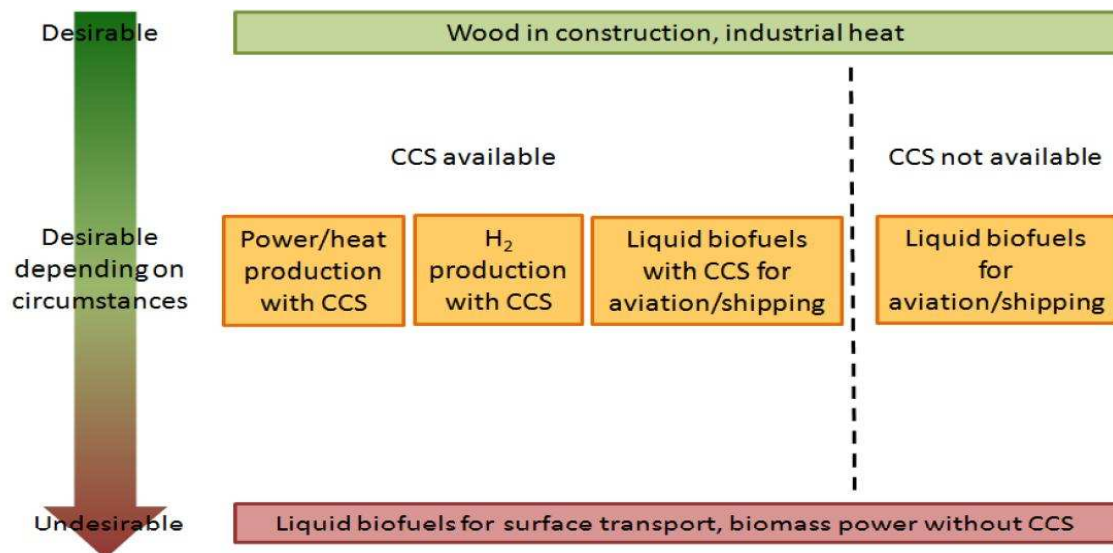 Desirable
Wood in construction, industrial heat
CCS available
CCS not available
Desirable
depending on
circumstances
Power/heat
production
with CCS
H₂
production
with CCS
Liquid biofuels
with CCS for
aviation/shipping
Liquid biofuels
for
aviation/shipping
Undesirable
Liquid biofuels for surface transport, biomass power without CCS